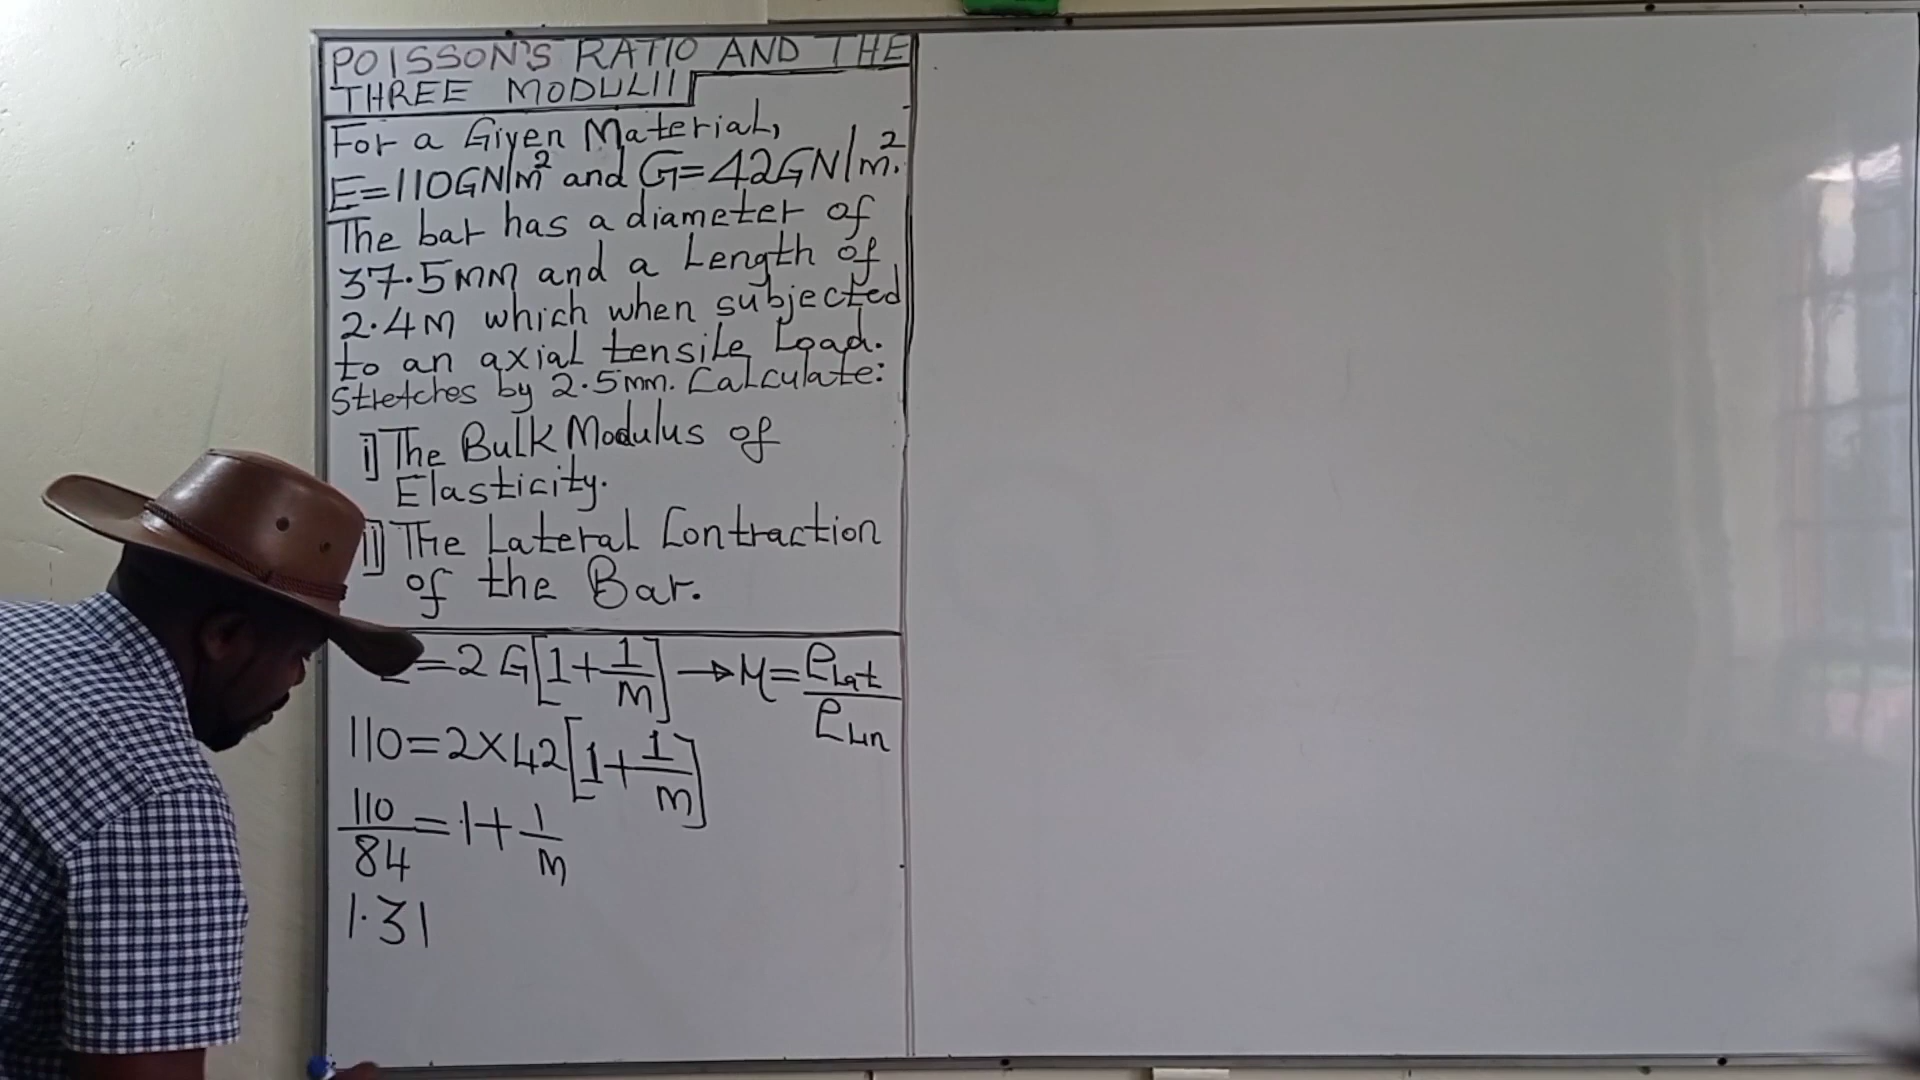 POISSON'S RATIO AND THE
THREE MODULII
For a Given Material,
E=110GN/m² and G=42GN/m².
The bar has a diameter of
37.5mm and a Length of
2.4M which when subjected
to an axial tensile Load.
Stretches by 2.5mm. Calculate:
i] The Bulk Modulus of
Elasticity.
ii] The Lateral Contraction
of the Bar.
=2G[1+1/m] → μ=eLat/eLin
110=2×42[1+1/m]
110/84=1+1/m
1.31